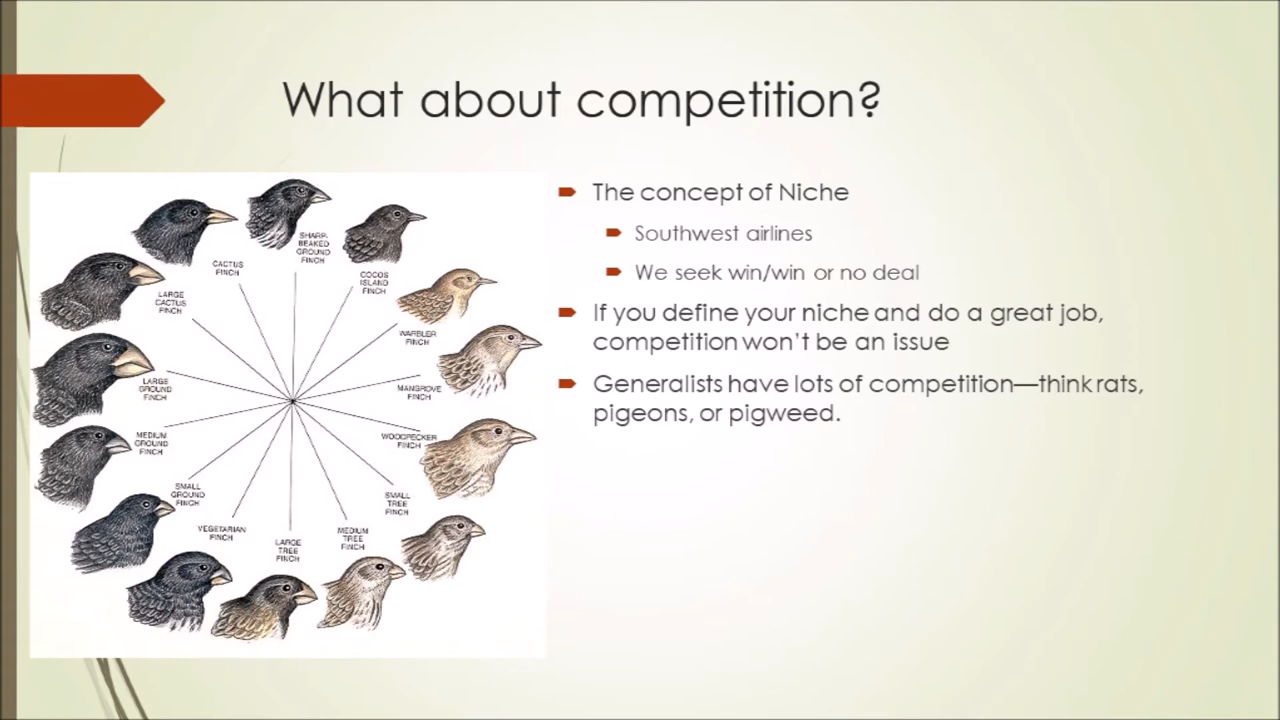 What about competition?
The concept of Niche
Southwest airlines
We seek win/win or no deal
If you define your niche and do a great job,
competition won't be an issue
Generalists have lots of competition—think rats,
pigeons, or pigweed.
SHARP-
BEAKED
GROUND
FINCH
COCOS
ISLAND
FINCH
WARBLER
FINCH
MANGROVE
FINCH
WOODPECKER
FINCH
SMALL
TREE
FINCH
MEDIUM
TREE
FINCH
LARGE
TREE
FINCH
VEGETARIAN
FINCH
SMALL
GROUND
FINCH
MEDIUM
GROUND
FINCH
LARGE
GROUND
FINCH
LARGE
CACTUS
FINCH
CACTUS
FINCH